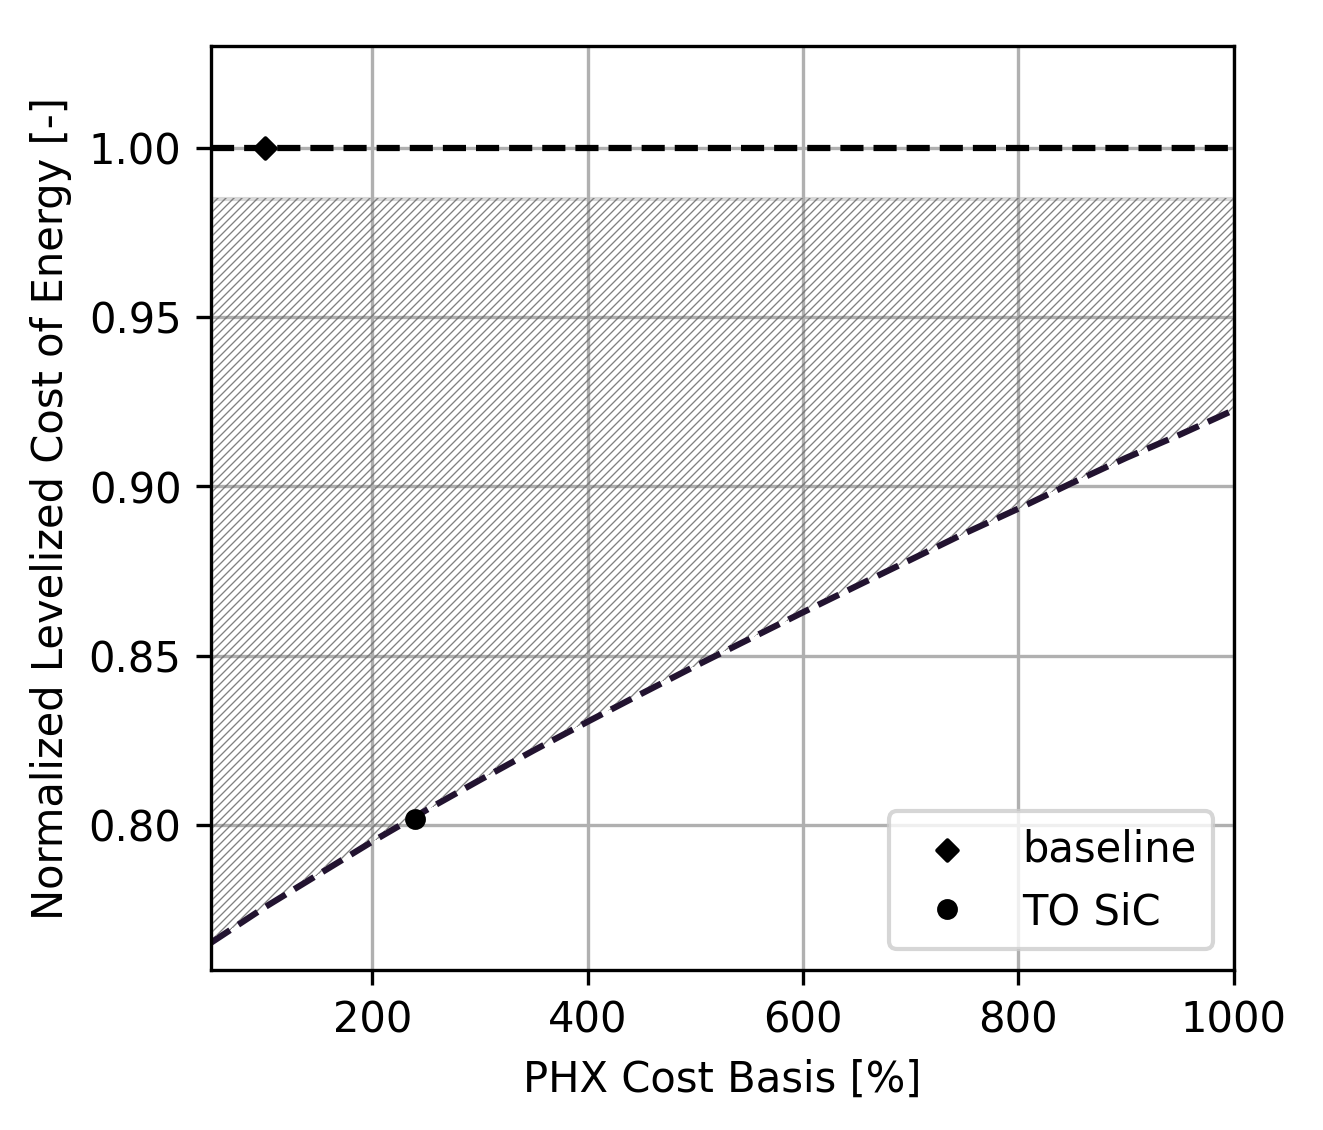 Normalized Levelized Cost of Energy [-]
1.00
0.95
0.90
0.85
0.80
baseline
TO SiC
200 400 600 800 1000
PHX Cost Basis [%]